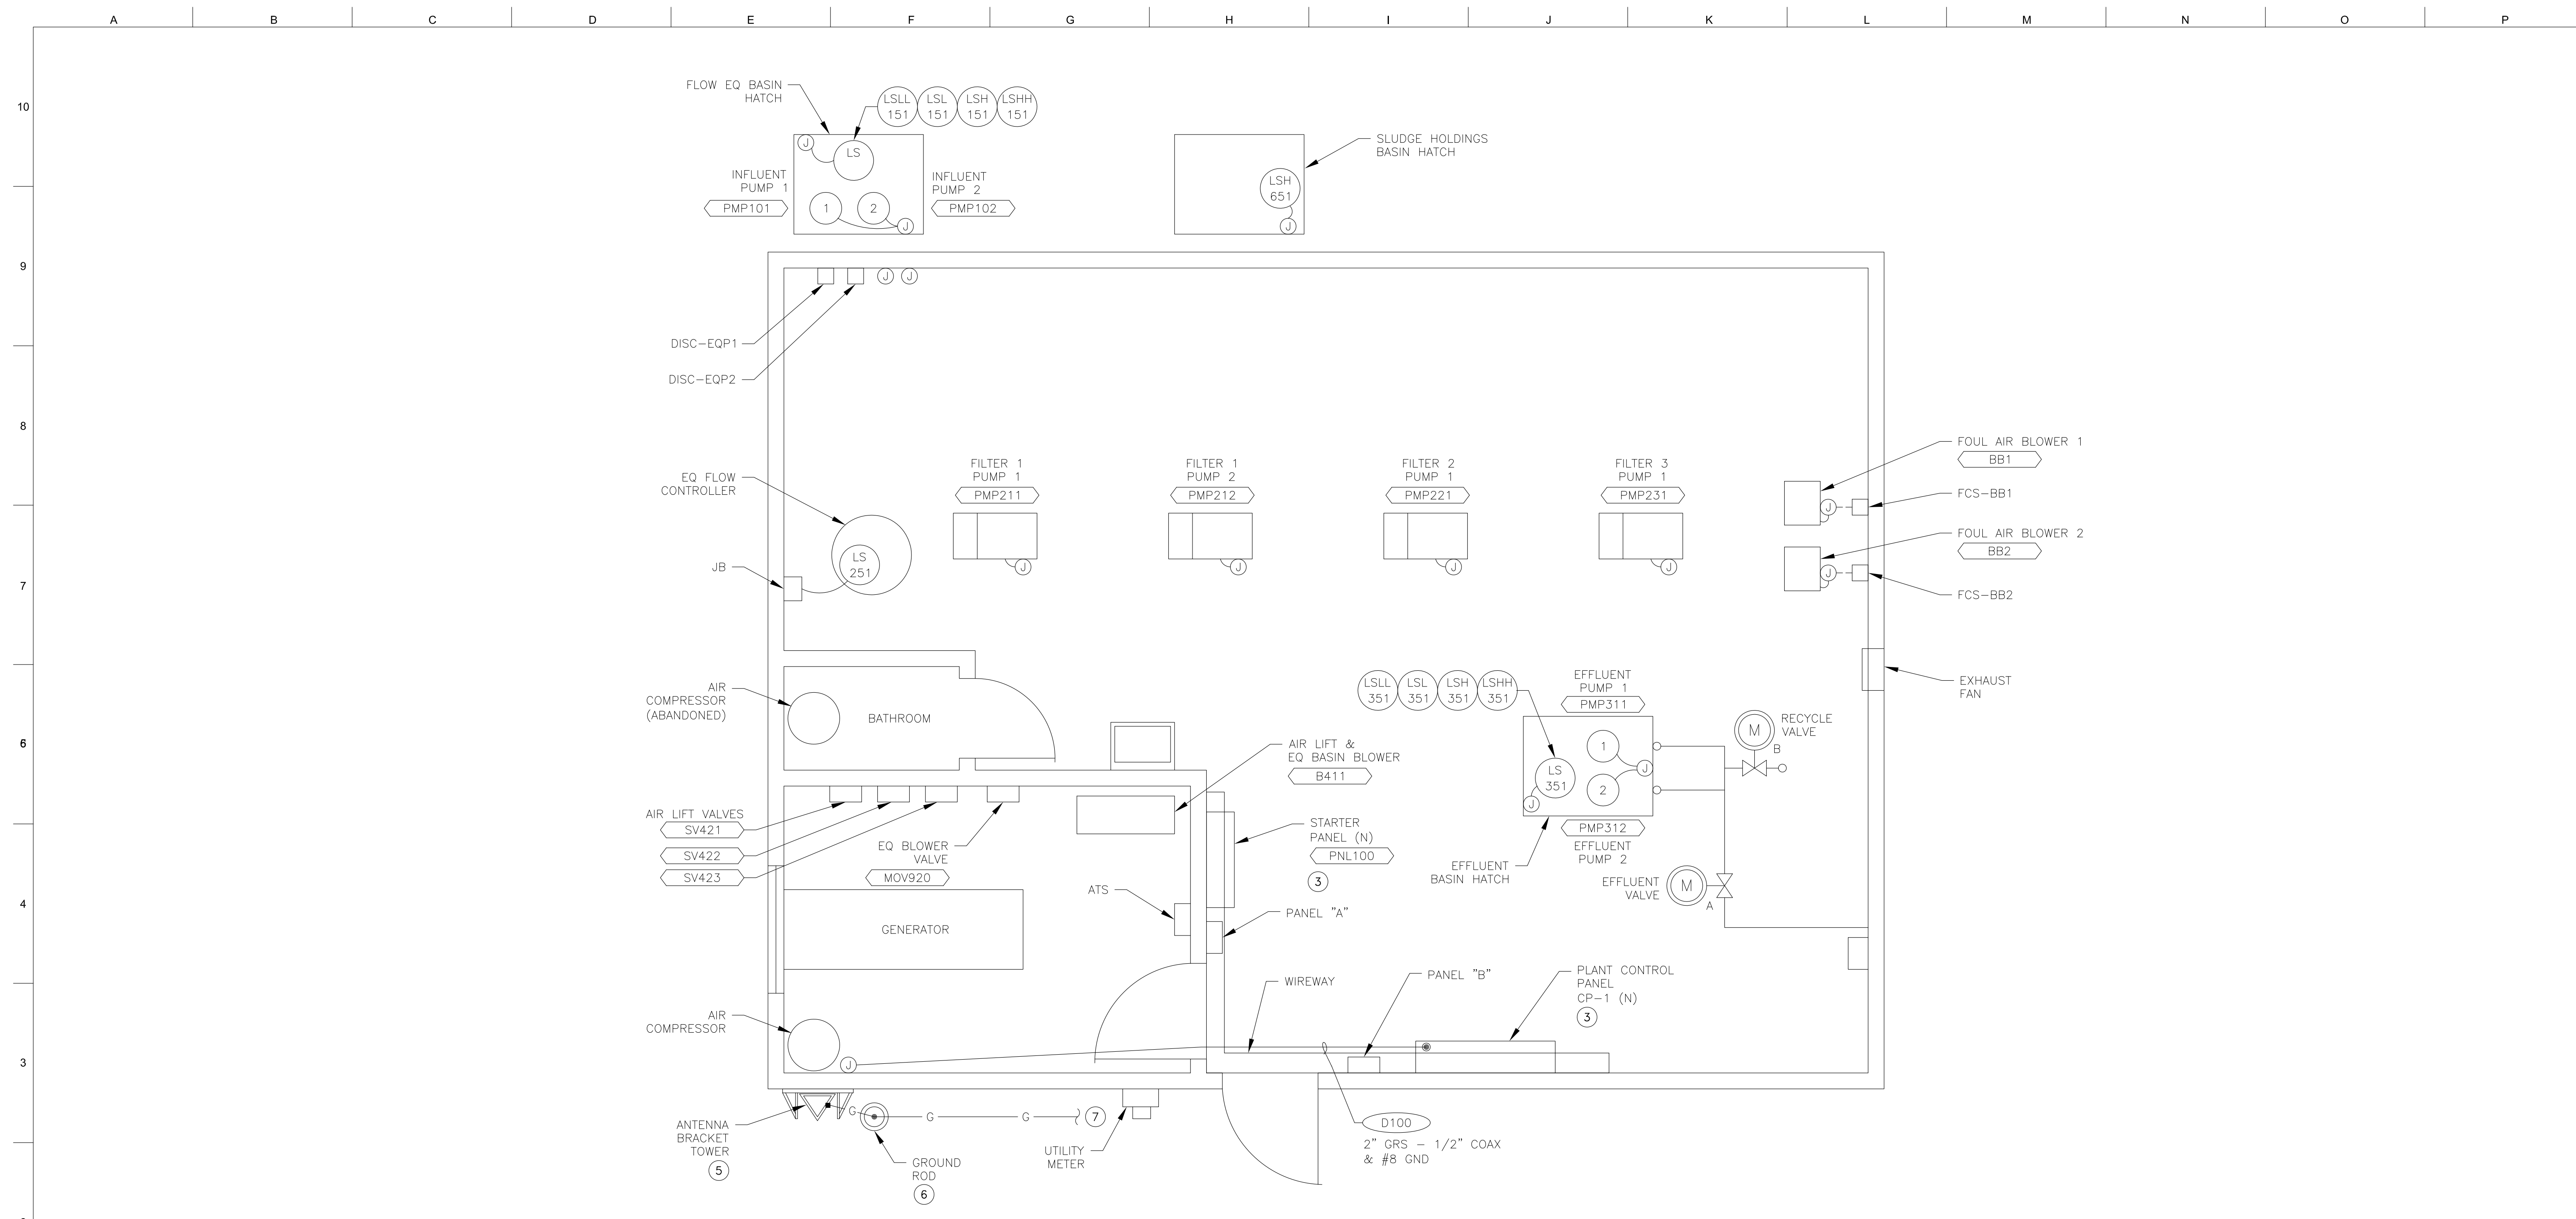 A B C D E F G H I J K L M N O P
10
FLOW EQ BASIN
HATCH
LSLL
151
LSL
151
LSH
151
LSHH
151
J
LS
INFLUENT
PUMP 1
PMP101
1
2
J
INFLUENT
PUMP 2
PMP102
SLUDGE HOLDINGS
BASIN HATCH
LSH
651
J
9
J
J
DISC-EQP1
DISC-EQP2
8
EQ FLOW
CONTROLLER
LS
251
JB
FILTER 1
PUMP 1
PMP211
J
FILTER 1
PUMP 2
PMP212
J
FILTER 2
PUMP 1
PMP221
J
FILTER 3
PUMP 1
PMP231
J
FOUL AIR BLOWER 1
BB1
J
FCS-BB1
FOUL AIR BLOWER 2
BB2
J
FCS-BB2
7
EXHAUST
FAN
AIR
COMPRESSOR
(ABANDONED)
BATHROOM
6
LSLL
351
LSL
351
LSH
351
LSHH
351
EFFLUENT
PUMP 1
PMP311
1
2
J
LS
351
J
PMP312
EFFLUENT
PUMP 2
EFFLUENT
BASIN HATCH
M
RECYCLE
VALVE
B
EFFLUENT
VALVE
M
A
AIR LIFT &
EQ BASIN BLOWER
B411
AIR LIFT VALVES
SV421
SV422
SV423
EQ BLOWER
VALVE
MOV920
STARTER
PANEL (N)
PNL100
3
ATS
PANEL "A"
4
GENERATOR
WIREWAY
PANEL "B"
PLANT CONTROL
PANEL
CP-1 (N)
3
AIR
COMPRESSOR
J
3
ANTENNA
BRACKET
TOWER
5
G
G
G
7
GROUND
ROD
6
UTILITY
METER
D100
2" GRS - 1/2" COAX
& #8 GND